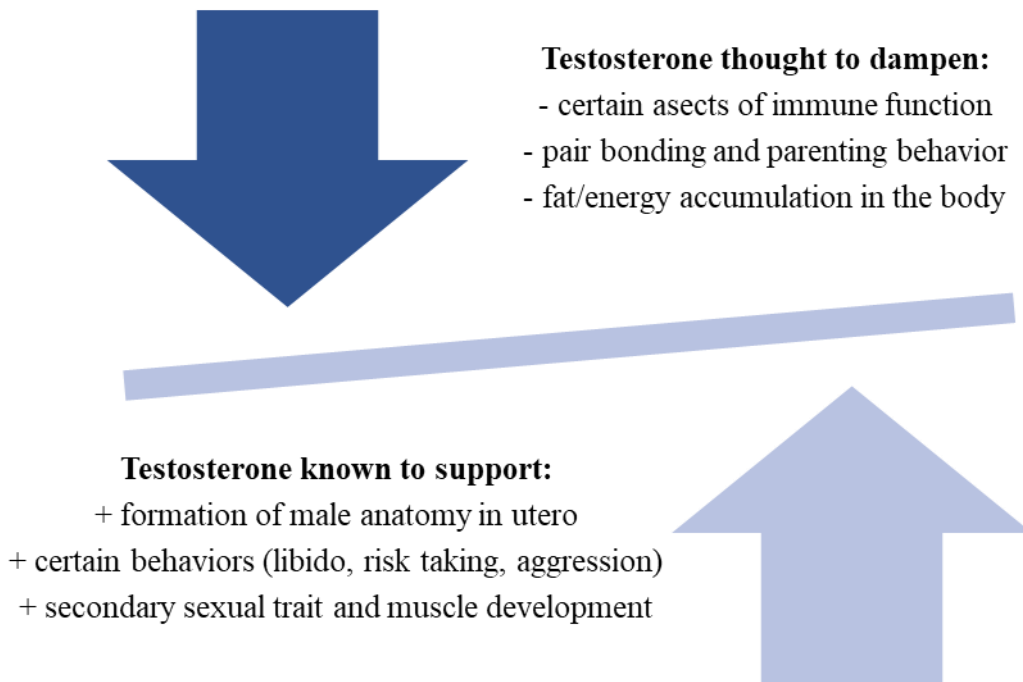 Testosterone thought to dampen:
- certain asects of immune function
- pair bonding and parenting behavior
- fat/energy accumulation in the body
Testosterone known to support:
+ formation of male anatomy in utero
+ certain behaviors (libido, risk taking, aggression)
+ secondary sexual trait and muscle development